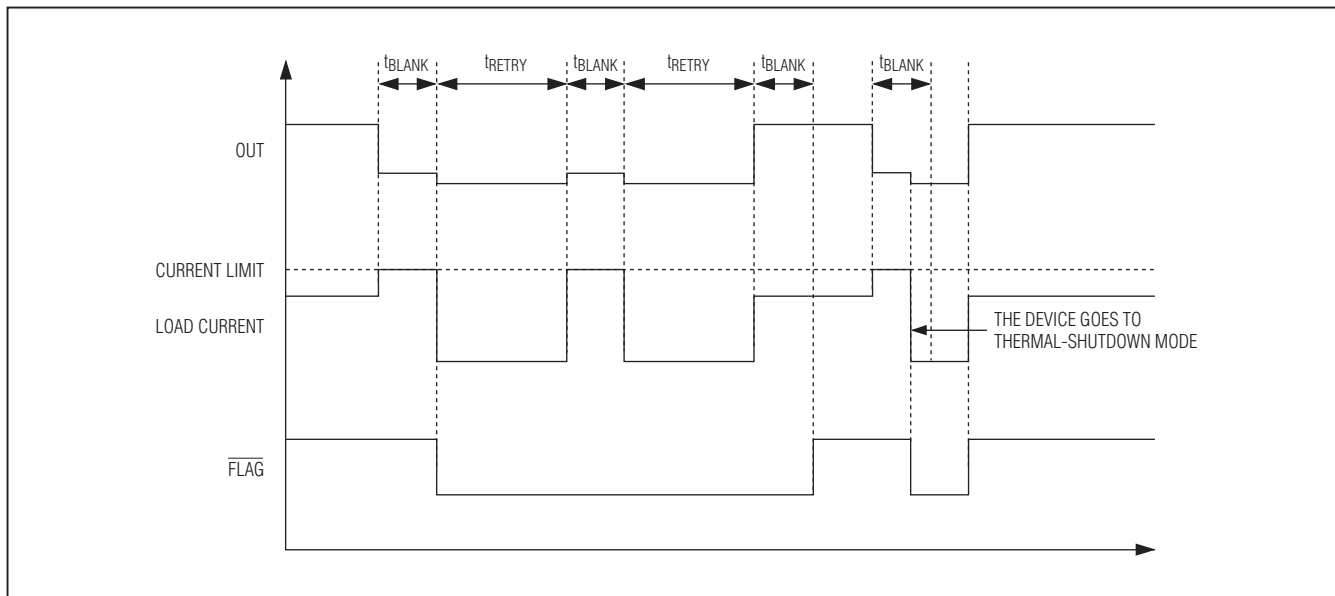 tBLANK tRETRY tBLANK tRETRY tBLANK tBLANK
OUT
CURRENT LIMIT
LOAD CURRENT
THE DEVICE GOES TO
THERMAL-SHUTDOWN MODE
FLAG